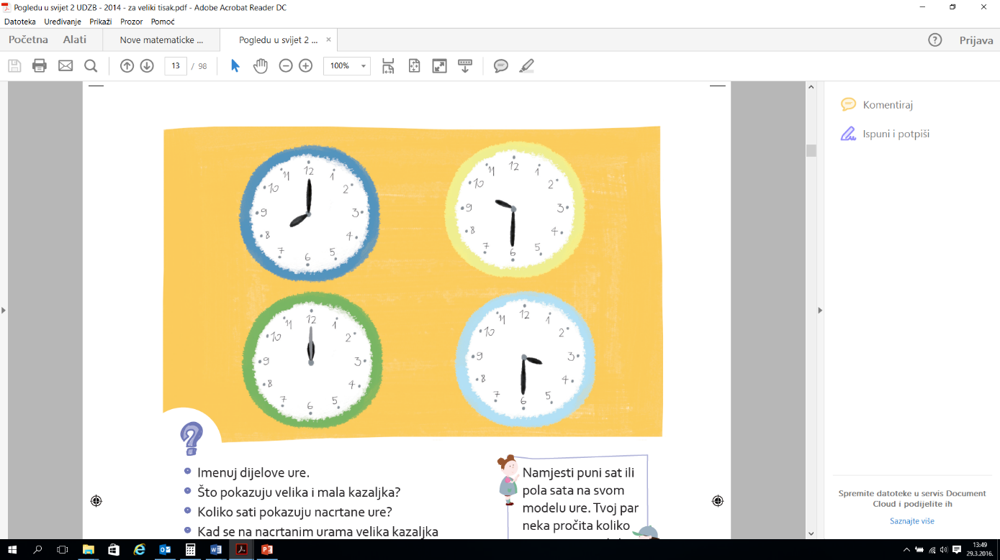 Pogledu u svijet 2 UDZB - 2014 - za veliki tisak.pdf - Adobe Acrobat Reader DC
Datoteka Uređivanje Prikaži Prozor Pomoć
Početna Alati Nove matematicke ... Pogledu u svijet 2 ... × Prijava
13 / 98 100%
Komentiraj
Ispuni i potpiši
12 1 2 3 4 5 6 7 8 9 10 11
12 1 2 3 4 5 6 7 8 9 10 11
12 1 2 3 4 5 6 7 8 9 10 11
12 1 2 3 4 5 6 7 8 9 10 11
?
• Imenuj dijelove ure.
• Što pokazuju velika i mala kazaljka?
• Koliko sati pokazuju nacrtane ure?
• Kad se na nacrtanim urama velika kazaljka
Namjesti puni sat ili
pola sata na svom
modelu ure. Tvoj par
neka pročita koliko
Spremite datoteke u servis Document
Cloud i podijelite ih
Saznajte više
13:49
29.3.2016.